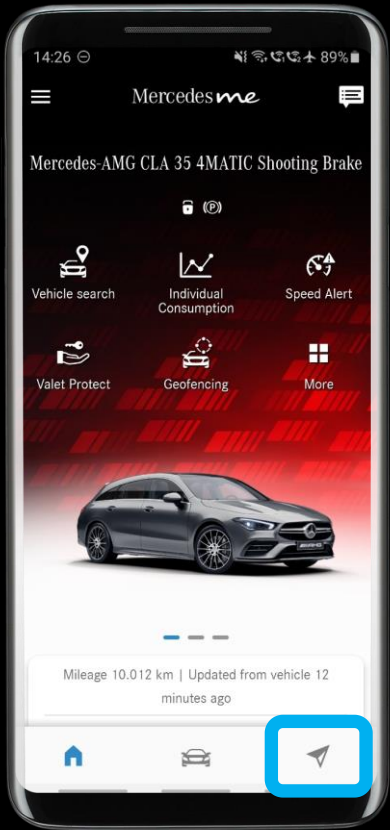 14:26 89%
Mercedes me
Mercedes-AMG CLA 35 4MATIC Shooting Brake
(P)
Vehicle search Individual Speed Alert
Consumption
Valet Protect Geofencing More
Mileage 10.012 km | Updated from vehicle 12
minutes ago